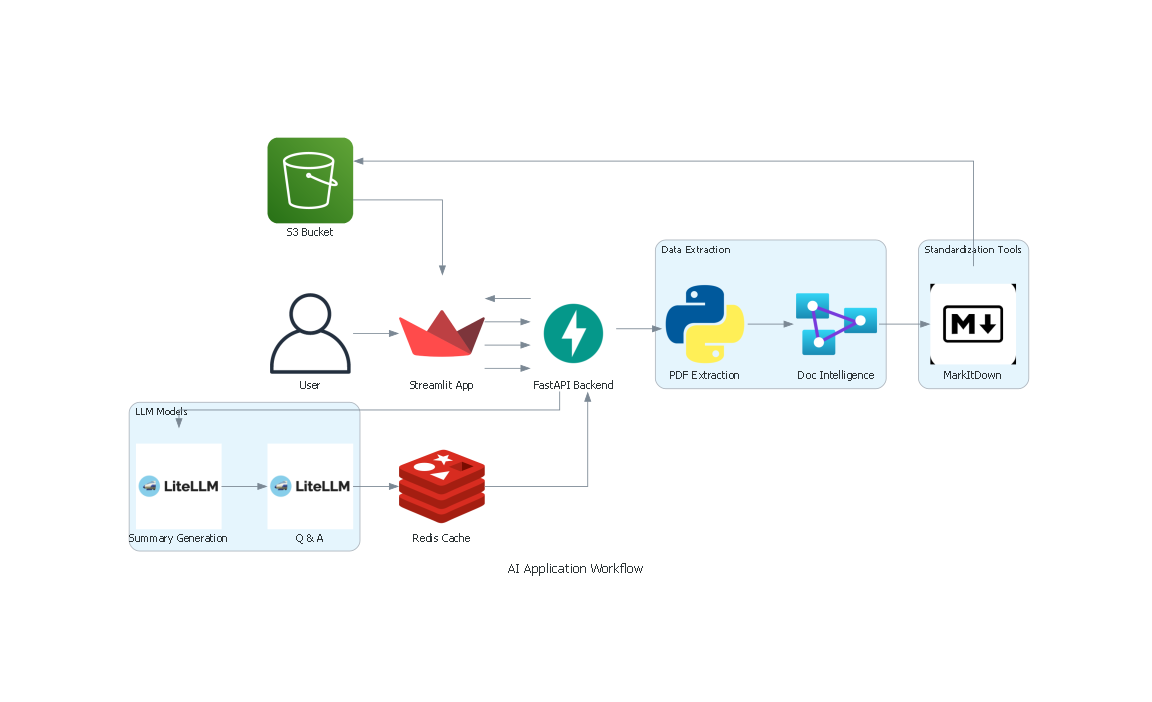 S3 Bucket
Data Extraction
Standardization Tools
User
Streamlit App
FastAPI Backend
PDF Extraction
Doc Intelligence
M
MarkItDown
LLM Models
LiteLLM
LiteLLM
Summary Generation
Q & A
Redis Cache
AI Application Workflow